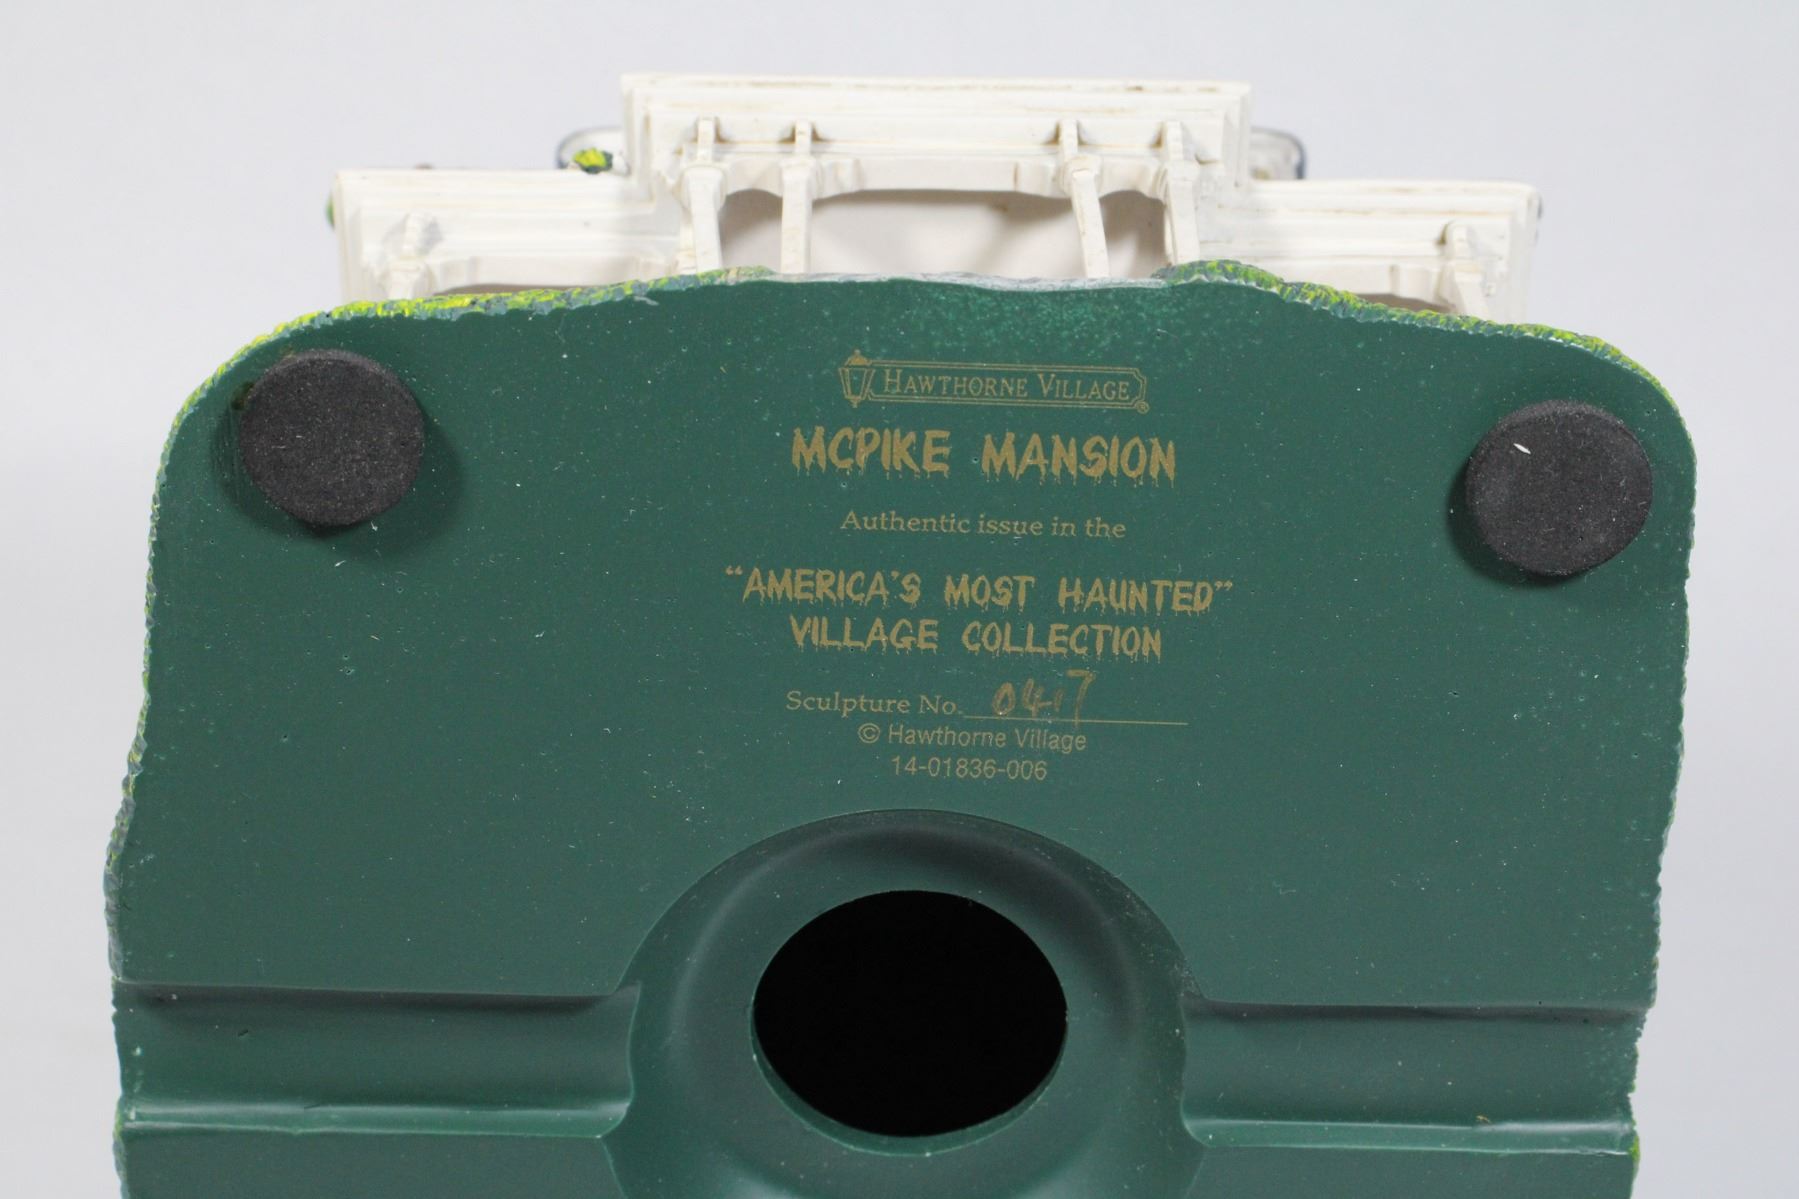 HAWTHORNE VILLAGE®
MCPIKE MANSION
Authentic issue in the
“AMERICA'S MOST HAUNTED”
VILLAGE COLLECTION
Sculpture No. 0417
© Hawthorne Village
14-01836-006